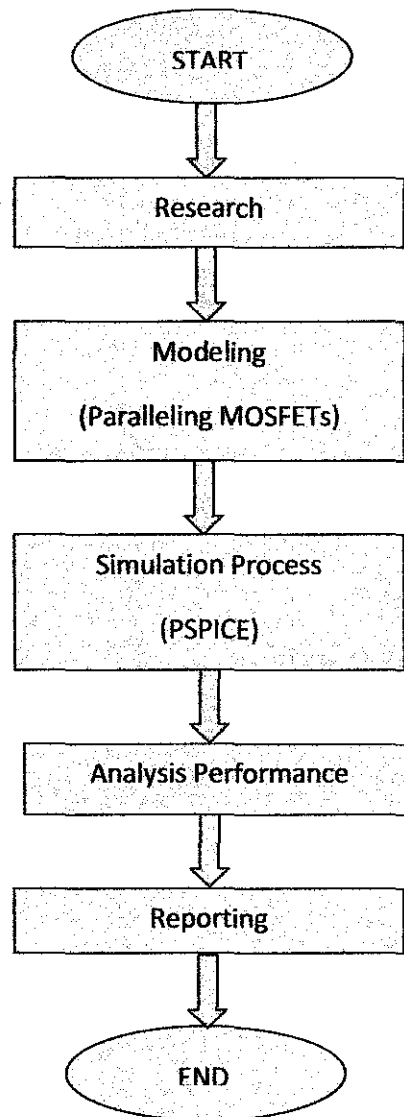 START
Research
Modeling
(Paralleling MOSFETs)
Simulation Process
(PSPICE)
Analysis Performance
Reporting
END